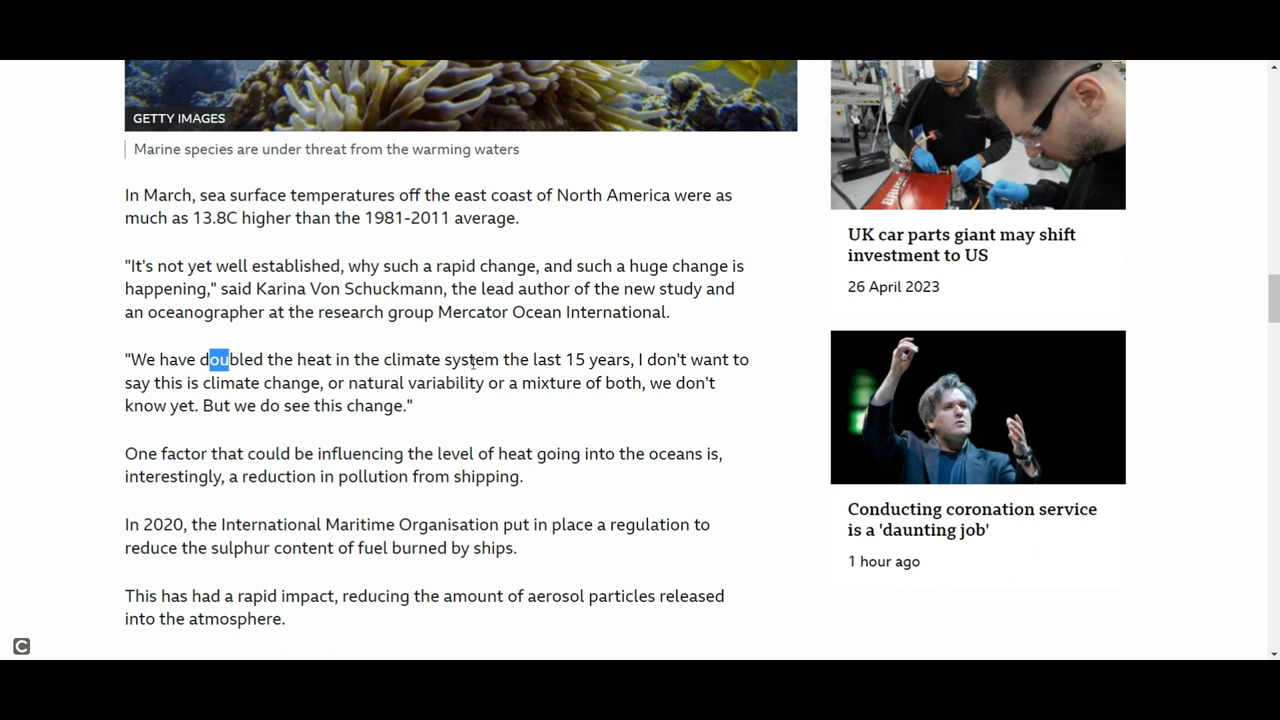 GETTY IMAGES
Marine species are under threat from the warming waters
In March, sea surface temperatures off the east coast of North America were as
much as 13.8C higher than the 1981-2011 average.
"It's not yet well established, why such a rapid change, and such a huge change is
happening," said Karina Von Schuckmann, the lead author of the new study and
an oceanographer at the research group Mercator Ocean International.
"We have doubled the heat in the climate system the last 15 years, I don't want to
say this is climate change, or natural variability or a mixture of both, we don't
know yet. But we do see this change."
One factor that could be influencing the level of heat going into the oceans is,
interestingly, a reduction in pollution from shipping.
In 2020, the International Maritime Organisation put in place a regulation to
reduce the sulphur content of fuel burned by ships.
This has had a rapid impact, reducing the amount of aerosol particles released
into the atmosphere.
UK car parts giant may shift
investment to US
26 April 2023
Conducting coronation service
is a 'daunting job'
1 hour ago
C